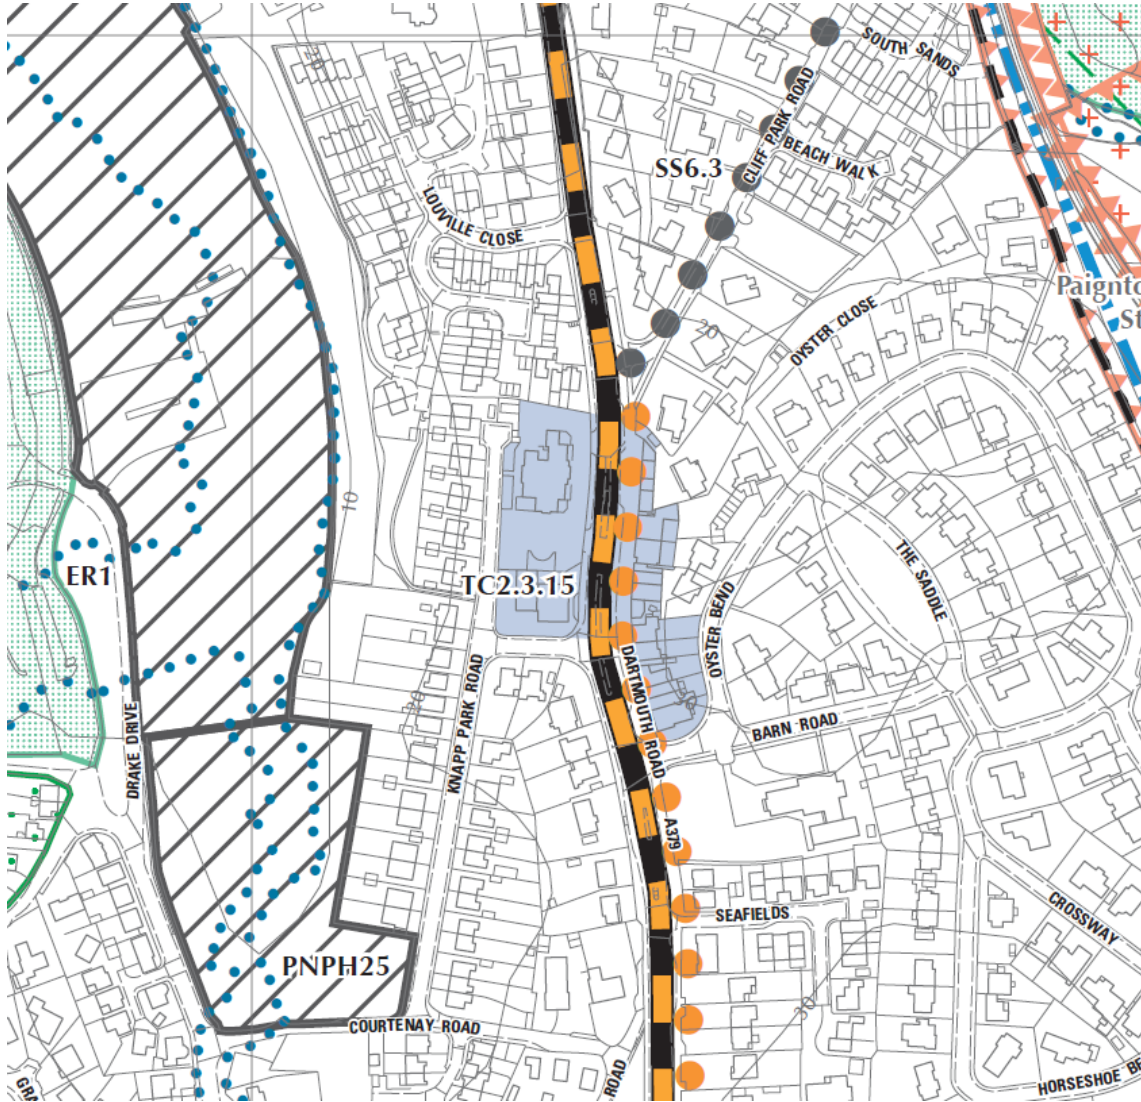 SOUTH SANDS
CLIFF PARK ROAD
BEACH WALK
SS6.3
LOUVILLE CLOSE
20
OYSTER CLOSE
10
ER1
TC2.3.15
THE SADDLE
OYSTER BEND
DARTMOUTH ROAD
KNAPP PARK ROAD
DRAKE DRIVE
BARN ROAD
A379
SEAFIELDS
CROSSWAY
PNPH25
30
COURTENAY ROAD
ROAD
HORSESHOE BE